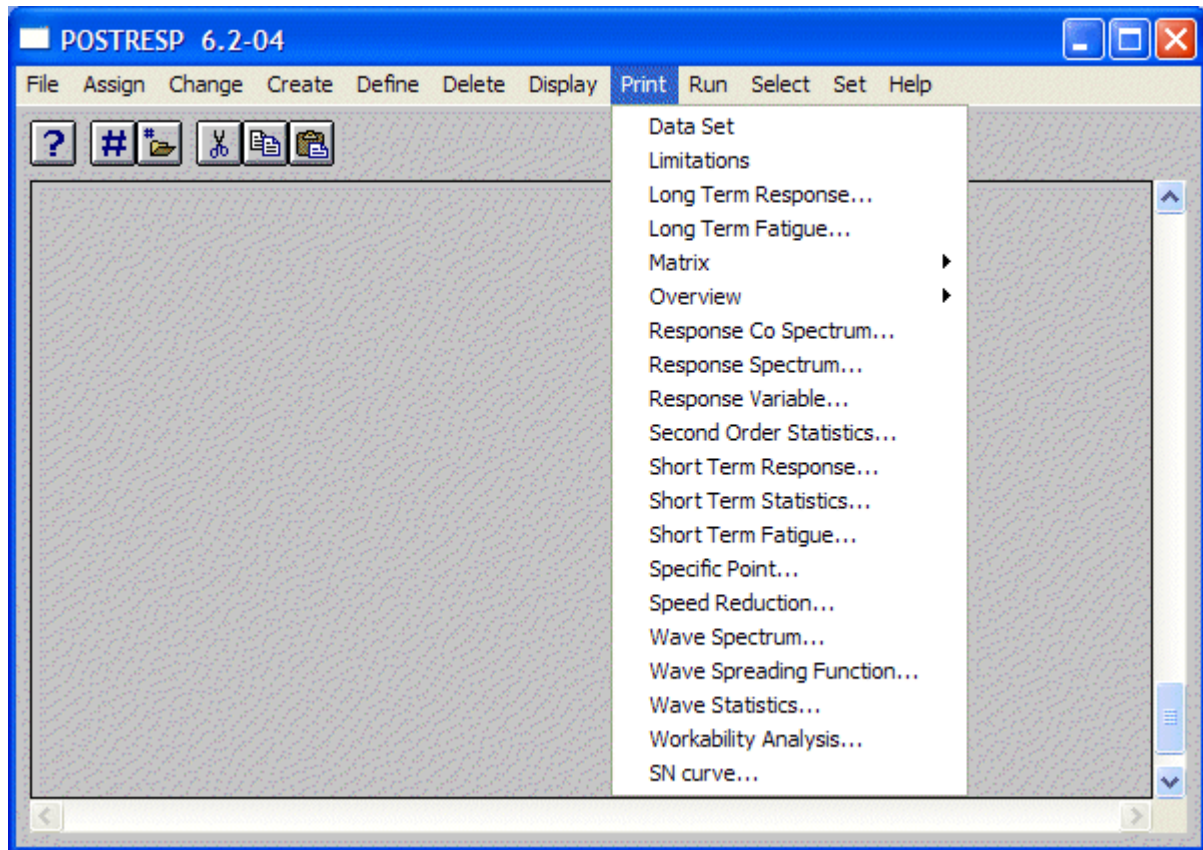 POSTRESP 6.2-04
File Assign Change Create Define Delete Display Print Run Select Set Help
? # #
Data Set
Limitations
Long Term Response...
Long Term Fatigue...
Matrix
Overview
Response Co Spectrum...
Response Spectrum...
Response Variable...
Second Order Statistics...
Short Term Response...
Short Term Statistics...
Short Term Fatigue...
Specific Point...
Speed Reduction...
Wave Spectrum...
Wave Spreading Function...
Wave Statistics...
Workability Analysis...
SN curve...